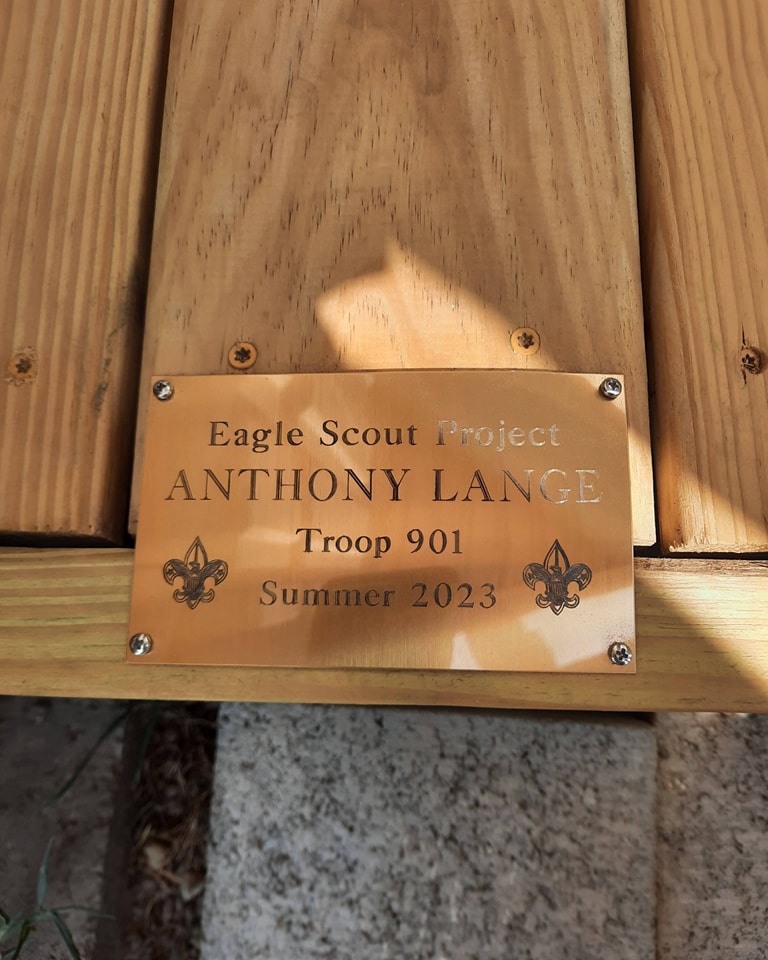 Eagle Scout Project
ANTHONY LANGE
Troop 901
Summer 2023